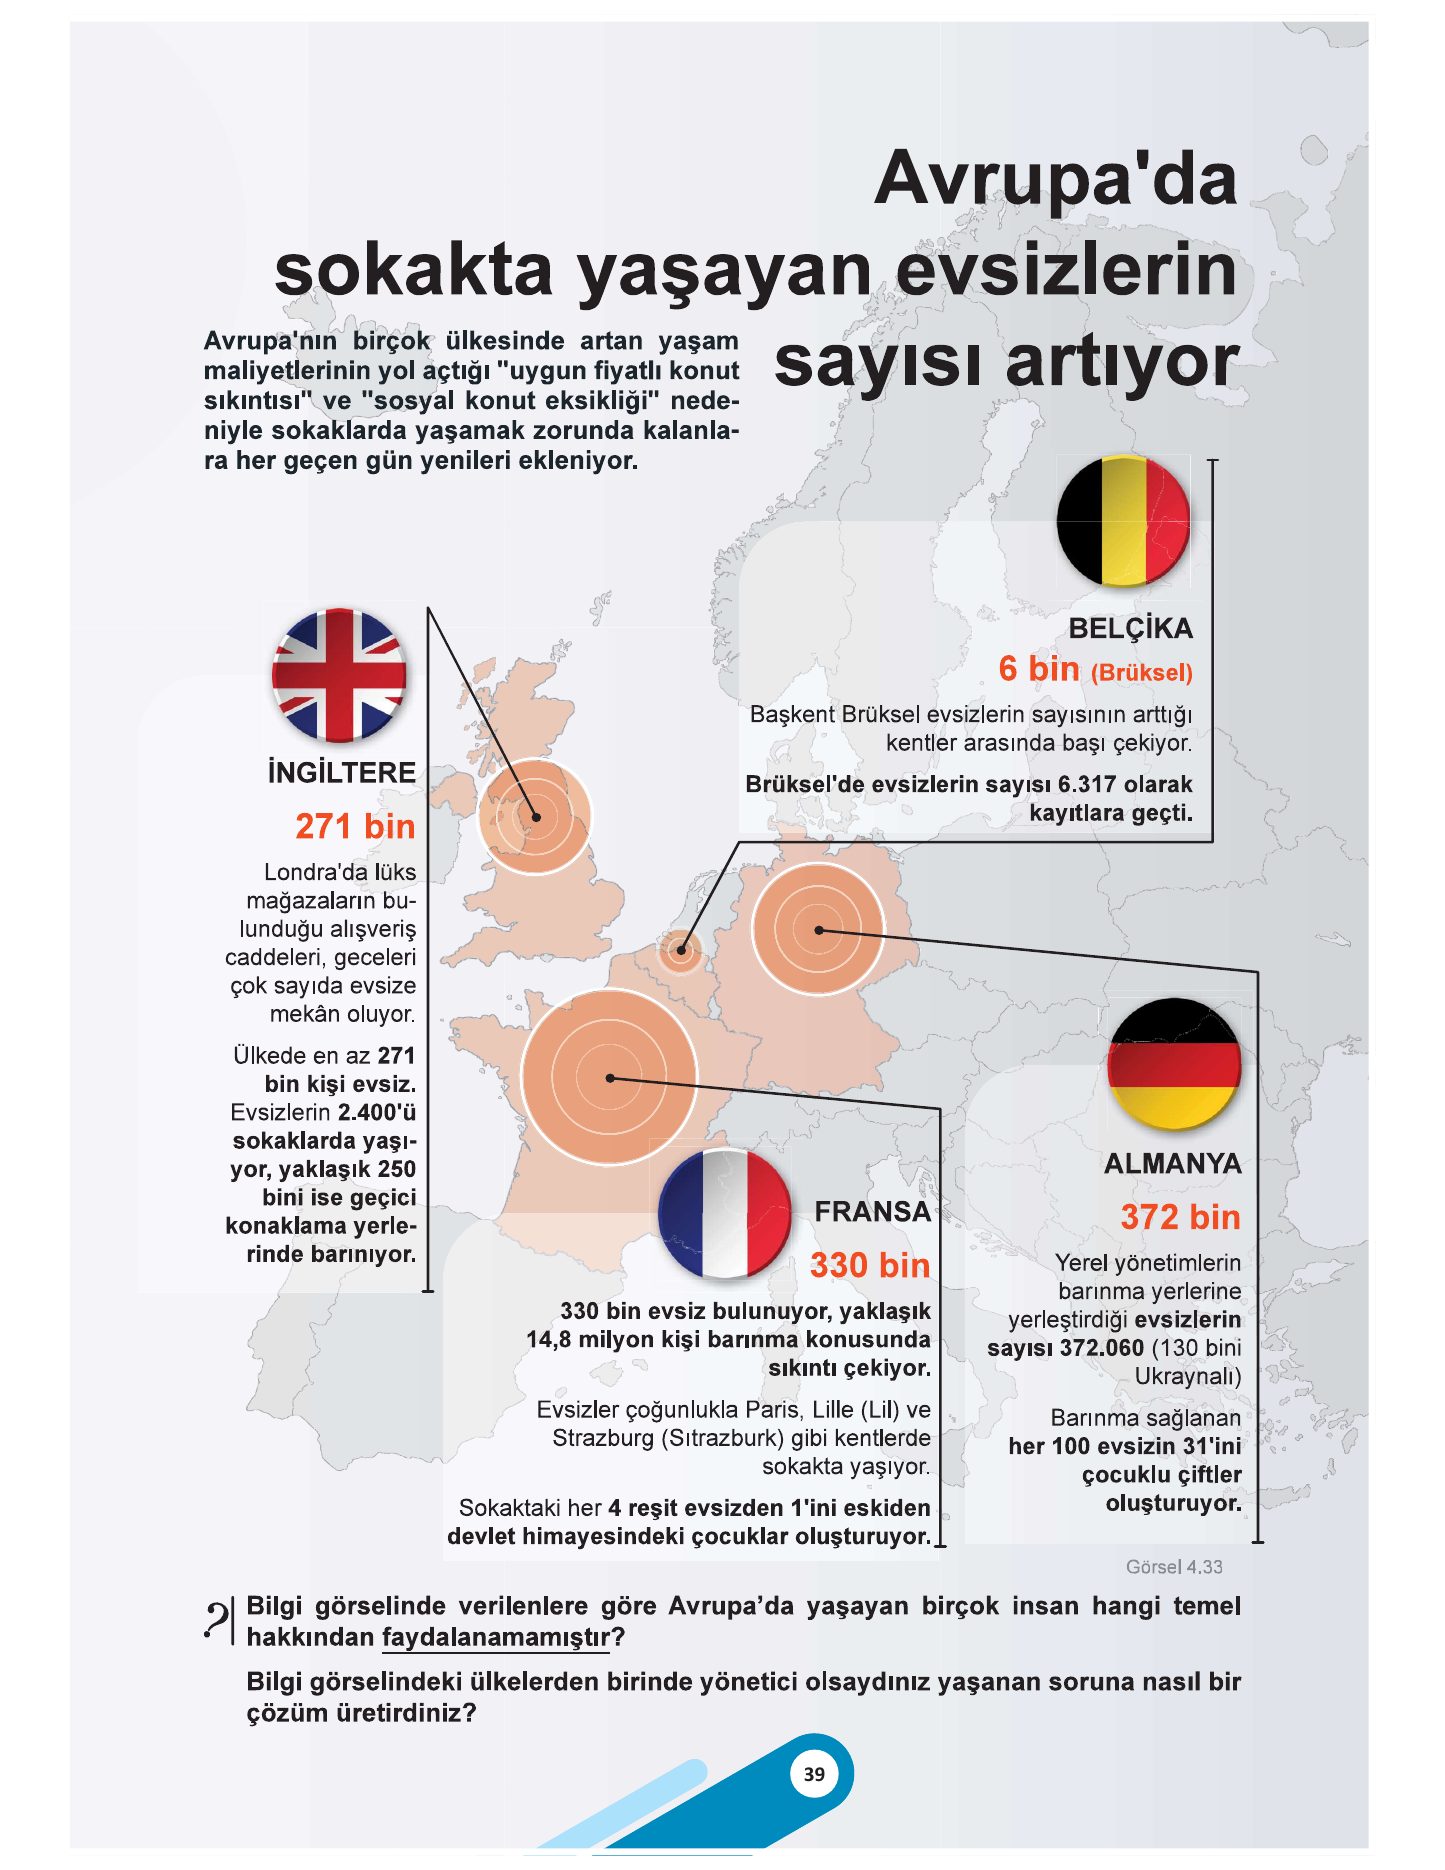 Avrupa'da
sokakta yaşayan evsizlerin
sayısı artıyor
Avrupa'nın birçok ülkesinde artan yaşam
maliyetlerinin yol açtığı "uygun fiyatlı konut
sıkıntısı" ve "sosyal konut eksikliği" nede-
niyle sokaklarda yaşamak zorunda kalanla-
ra her geçen gün yenileri ekleniyor.
BELÇİKA
6 bin (Brüksel)
Başkent Brüksel evsizlerin sayısının arttığı
kentler arasında başı çekiyor.
Brüksel'de evsizlerin sayısı 6.317 olarak
kayıtlara geçti.
İNGİLTERE
271 bin
Londra'da lüks
mağazaların bu-
lunduğu alışveriş
caddeleri, geceleri
çok sayıda evsize
mekân oluyor.
Ülkede en az 271
bin kişi evsiz.
Evsizlerin 2.400'ü
sokaklarda yaşı-
yor, yaklaşık 250
bini ise geçici
konaklama yerle-
rinde barınıyor.
FRANSA
330 bin
330 bin evsiz bulunuyor, yaklaşık
14,8 milyon kişi barınma konusunda
sıkıntı çekiyor.
Evsizler çoğunlukla Paris, Lille (Lil) ve
Strazburg (Sıtrazburk) gibi kentlerde
sokakta yaşıyor.
Sokaktaki her 4 reşit evsizden 1'ini eskiden
devlet himayesindeki çocuklar oluşturuyor.
ALMANYA
372 bin
Yerel yönetimlerin
barınma yerlerine
yerleştirdiği evsizlerin
sayısı 372.060 (130 bini
Ukraynalı)
Barınma sağlanan
her 100 evsizin 31'ini
çocuklu çiftler
oluşturuyor.
Görsel 4.33
?
Bilgi görselinde verilenlere göre Avrupa’da yaşayan birçok insan hangi temel
hakkından faydalanamamıştır?
Bilgi görselindeki ülkelerden birinde yönetici olsaydınız yaşanan soruna nasıl bir
çözüm üretirdiniz?
39